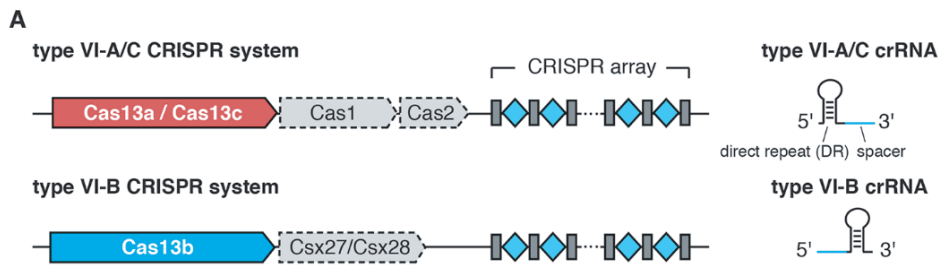 A
type VI-A/C CRISPR system
type VI-A/C crRNA
CRISPR array
Cas13a / Cas13c
Cas1
Cas2
5'
3'
direct repeat (DR)
spacer
type VI-B CRISPR system
type VI-B crRNA
Cas13b
Csx27/Csx28
5'
3'